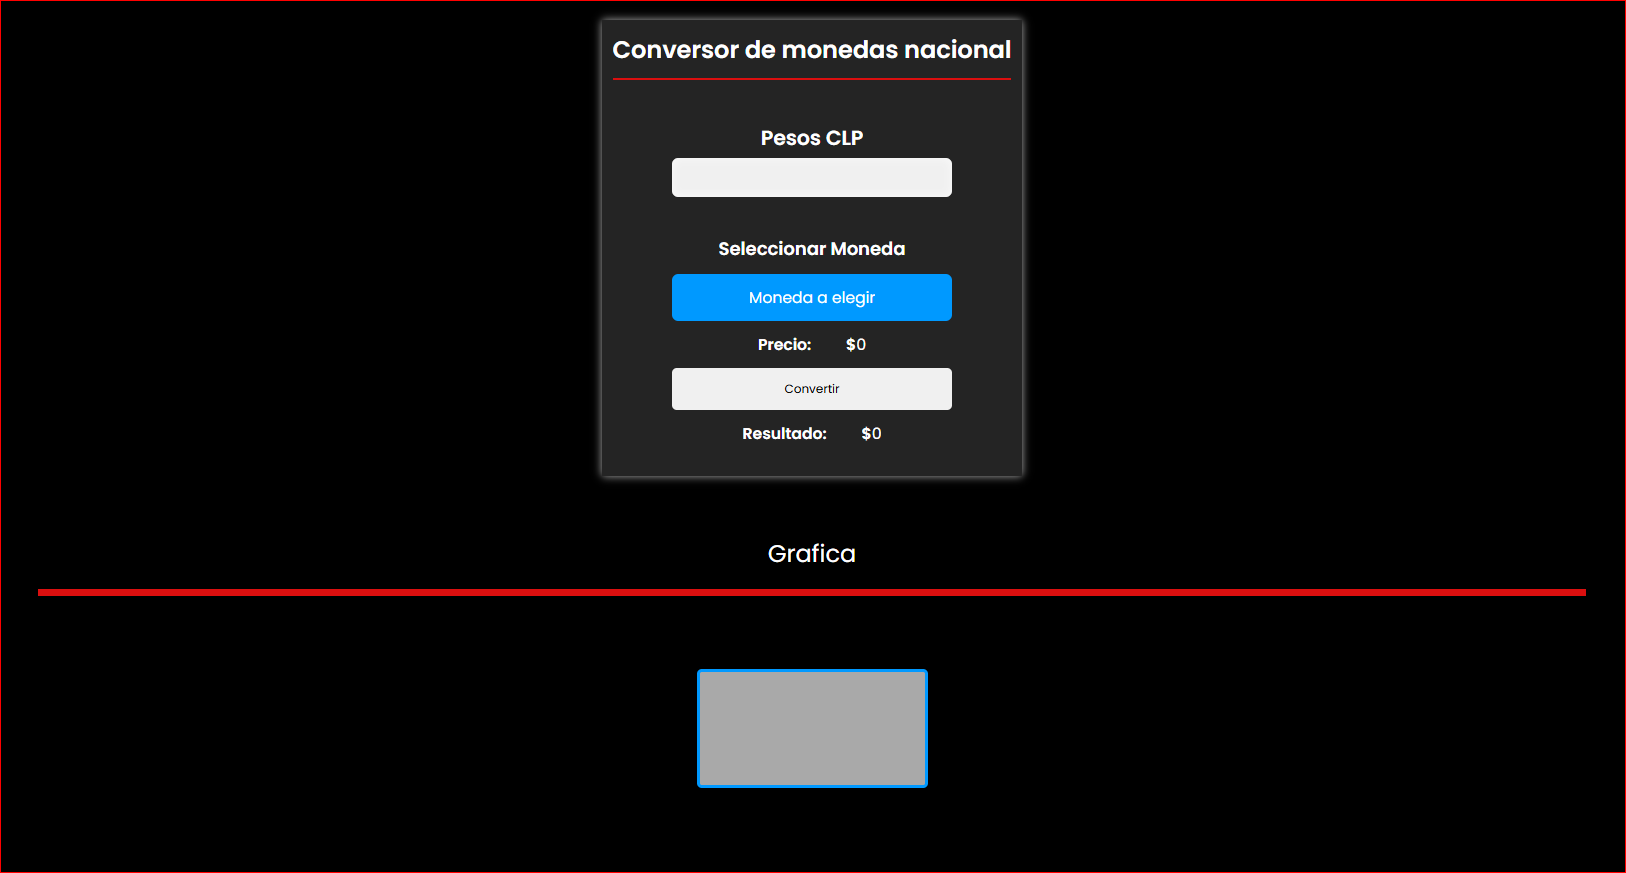 Conversor de monedas nacional
Pesos CLP
Seleccionar Moneda
Moneda a elegir
Precio: $0
Convertir
Resultado: $0
Grafica